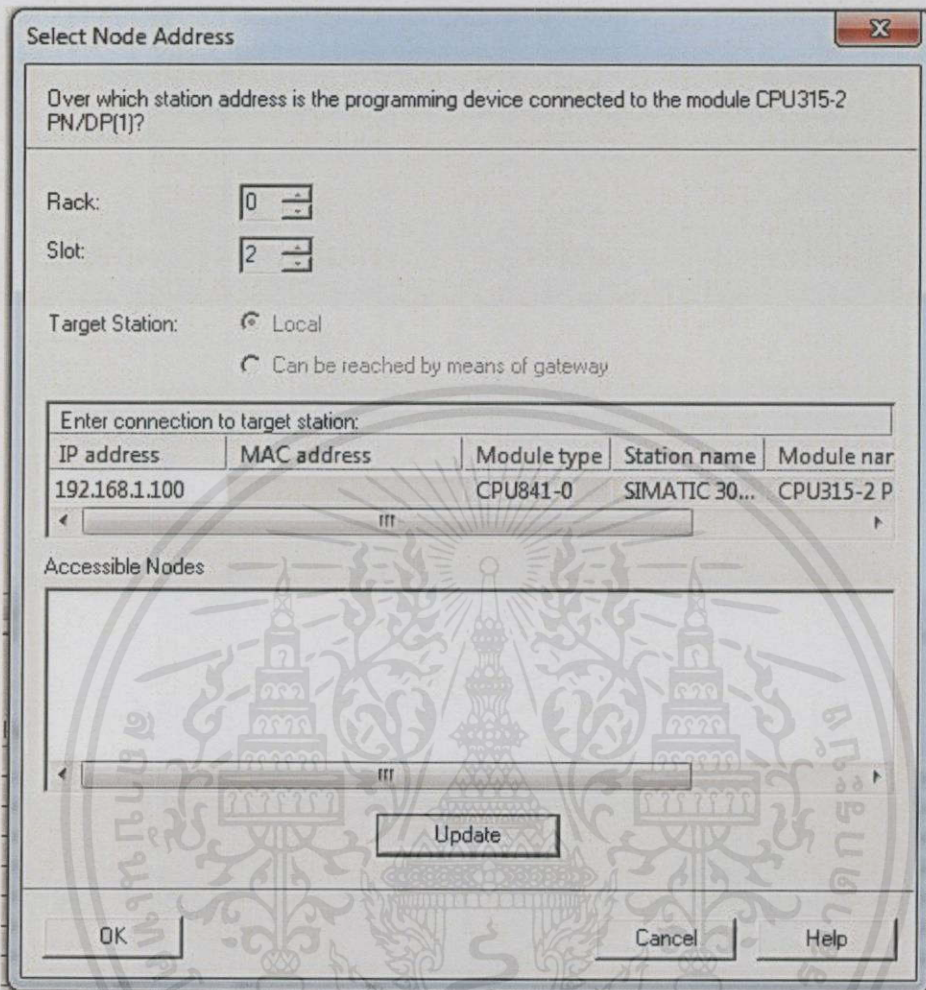 Select Node Address
Over which station address is the programming device connected to the module CPU315-2
PN/DP(1)?
Rack: 0
Slot: 2
Target Station: Local
Can be reached by means of gateway
Enter connection to target station:
IP address MAC address Module type Station name Module nar
192.168.1.100 CPU841-0 SIMATIC 30... CPU315-2 P
Accessible Nodes
Update
OK Cancel Help